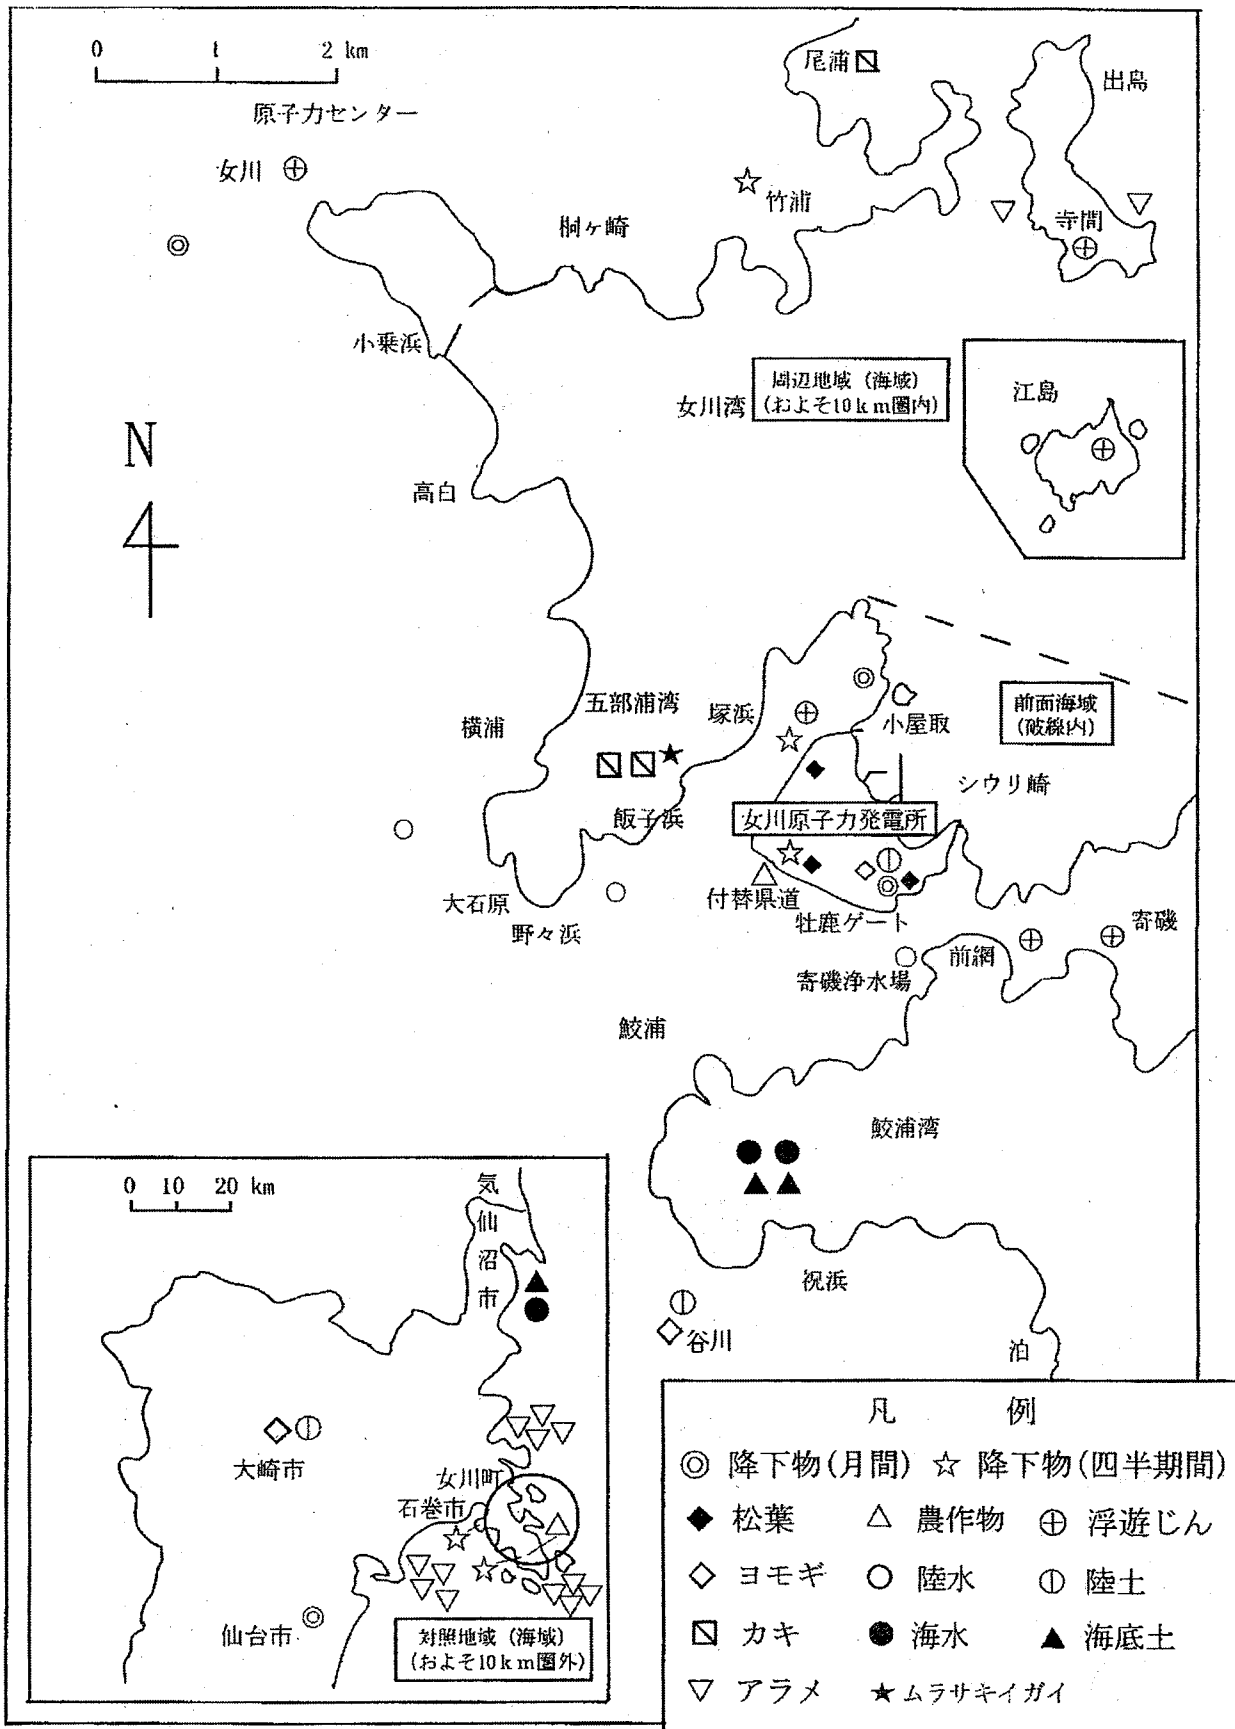 0 1 2 km
原子力センター
女川
尾浦
出島
竹浦
寺間
桐ヶ崎
小乗浜
女川湾
周辺地域(海域)
(およそ10km圏内)
江島
N
高白
五部浦湾
塚浜
横浦
小屋取
前面海域
(破線内)
シウリ崎
飯子浜
女川原子力発電所
大石原
野々浜
付替県道
牡鹿ゲート
寄磯
前網
寄磯浄水場
鮫浦
鮫浦湾
祝浜
谷川
泊
0 10 20 km
気仙沼市
大崎市
女川町
石巻市
仙台市
対照地域(海域)
(およそ10km圏外)
凡 例
◎ 降下物(月間) ☆ 降下物(四半期間)
◆ 松葉 △ 農作物 ⊕ 浮遊じん
◇ ヨモギ ○ 陸水 ⦶ 陸土
⧅ カキ ● 海水 ▲ 海底土
▽ アラメ ★ ムラサキイガイ